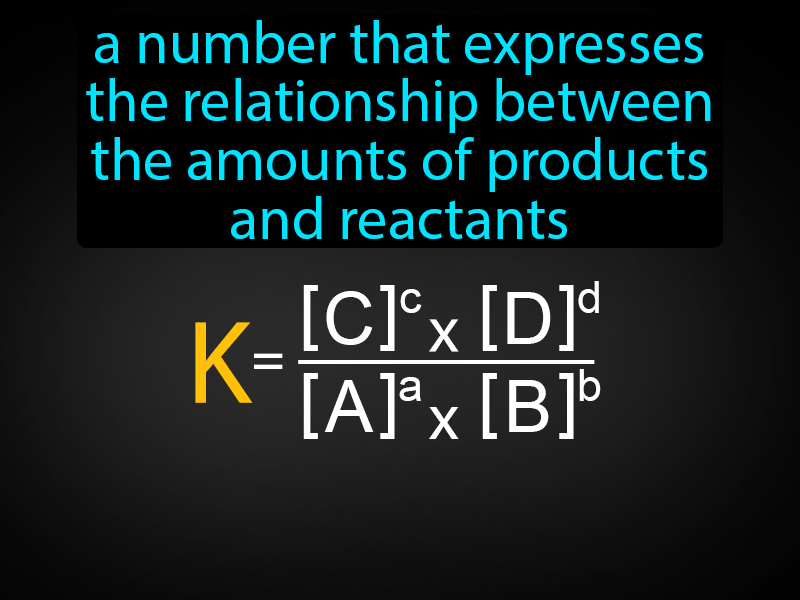 a number that expresses
the relationship between
the amounts of products
and reactants
K = [C]ᶜ x [D]ᵈ
[A]ᵃ x [B]ᵇ